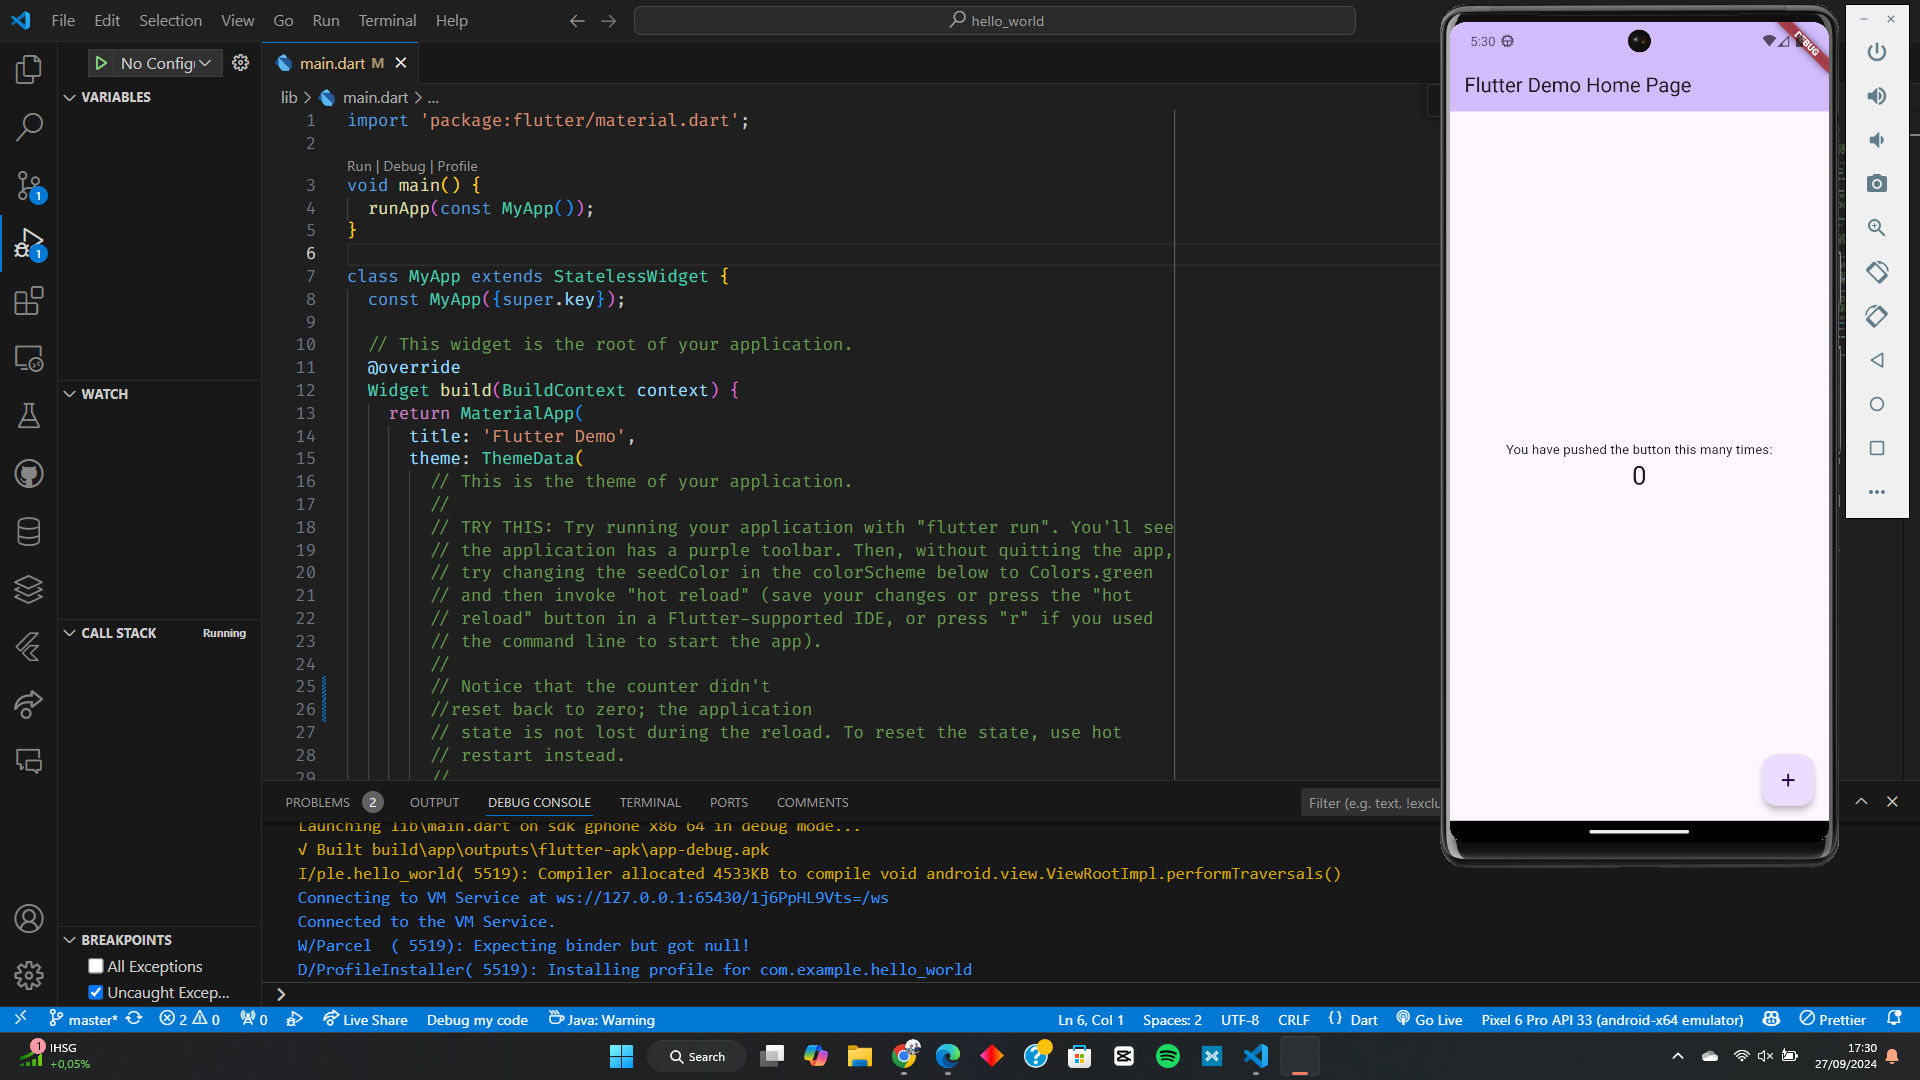 File Edit Selection View Go Run Terminal Help
hello_world
No Config
main.dart M
lib > main.dart > ...
VARIABLES
WATCH
CALL STACK Running
BREAKPOINTS
All Exceptions
Uncaught Excep...
1 import 'package:flutter/material.dart';
2
Run | Debug | Profile
3 void main() {
4 runApp(const MyApp());
5 }
6
7 class MyApp extends StatelessWidget {
8 const MyApp({super.key});
9
10 // This widget is the root of your application.
11 @override
12 Widget build(BuildContext context) {
13 return MaterialApp(
14 title: 'Flutter Demo',
15 theme: ThemeData(
16 // This is the theme of your application.
17 //
18 // TRY THIS: Try running your application with "flutter run". You'll see
19 // the application has a purple toolbar. Then, without quitting the app,
20 // try changing the seedColor in the colorScheme below to Colors.green
21 // and then invoke "hot reload" (save your changes or press the "hot
22 // reload" button in a Flutter-supported IDE, or press "r" if you used
23 // the command line to start the app).
24 //
25 // Notice that the counter didn't
26 //reset back to zero; the application
27 // state is not lost during the reload. To reset the state, use hot
28 // restart instead.
29 //
PROBLEMS 2 OUTPUT DEBUG CONSOLE TERMINAL PORTS COMMENTS
Filter (e.g. text, !exclu
Launching lib\main.dart on sdk gphone x86 64 in debug mode...
√ Built build\app\outputs\flutter-apk\app-debug.apk
I/ple.hello_world( 5519): Compiler allocated 4533KB to compile void android.view.ViewRootImpl.performTraversals()
Connecting to VM Service at ws://127.0.0.1:65430/1j6PpHL9Vts=/ws
Connected to the VM Service.
W/Parcel  ( 5519): Expecting binder but got null!
D/ProfileInstaller( 5519): Installing profile for com.example.hello_world
5:30
DEBUG
Flutter Demo Home Page
You have pushed the button this many times:
0
+
master* 2 0 0 Live Share Debug my code Java: Warning
Ln 6, Col 1 Spaces: 2 UTF-8 CRLF {} Dart Go Live Pixel 6 Pro API 33 (android-x64 emulator) Prettier
1
IHSG
+0,05%
Search
17:30
27/09/2024